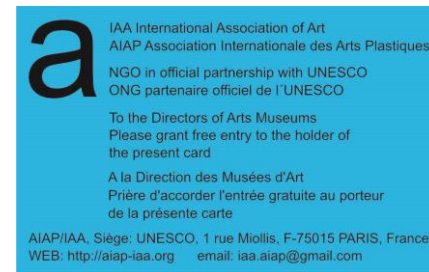 a
IAA International Association of Art
AIAP Association Internationale des Arts Plastiques
NGO in official partnership with UNESCO
ONG partenaire officiel de l´UNESCO
To the Directors of Arts Museums
Please grant free entry to the holder of
the present card
A la Direction des Musées d'Art
Prière d'accorder l'entrée gratuite au porteur
de la présente carte
AIAP/IAA, Siège: UNESCO, 1 rue Miollis, F-75015 PARIS, France
WEB: http://aiap-iaa.org email: iaa.aiap@gmail.com